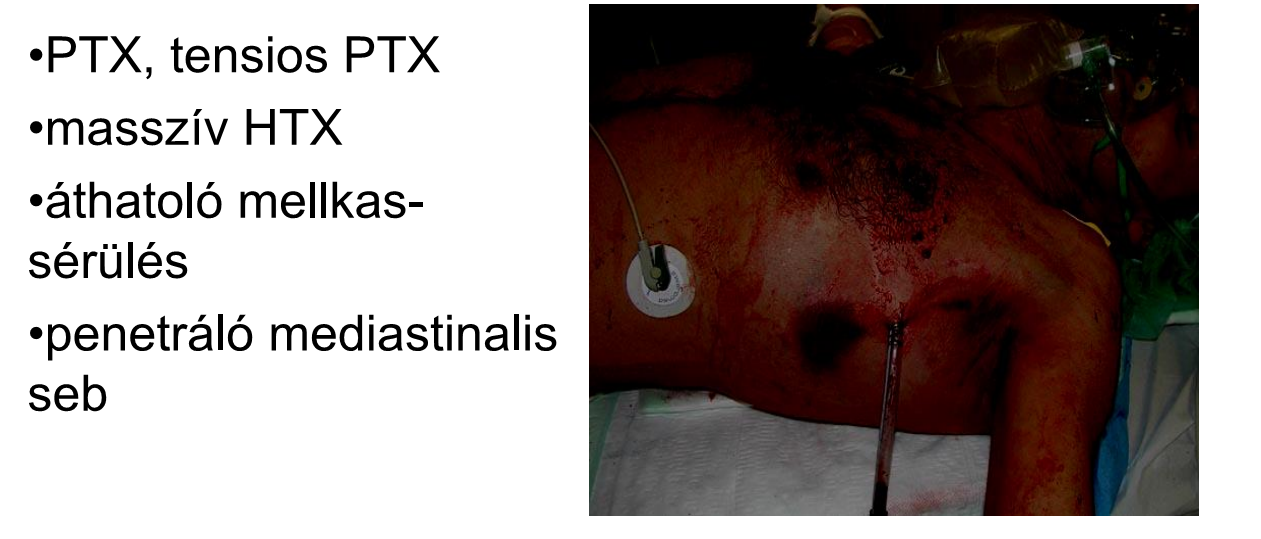 •PTX, tensios PTX
•masszív HTX
•áthatoló mellkas-
sérülés
•penetráló mediastinalis
seb